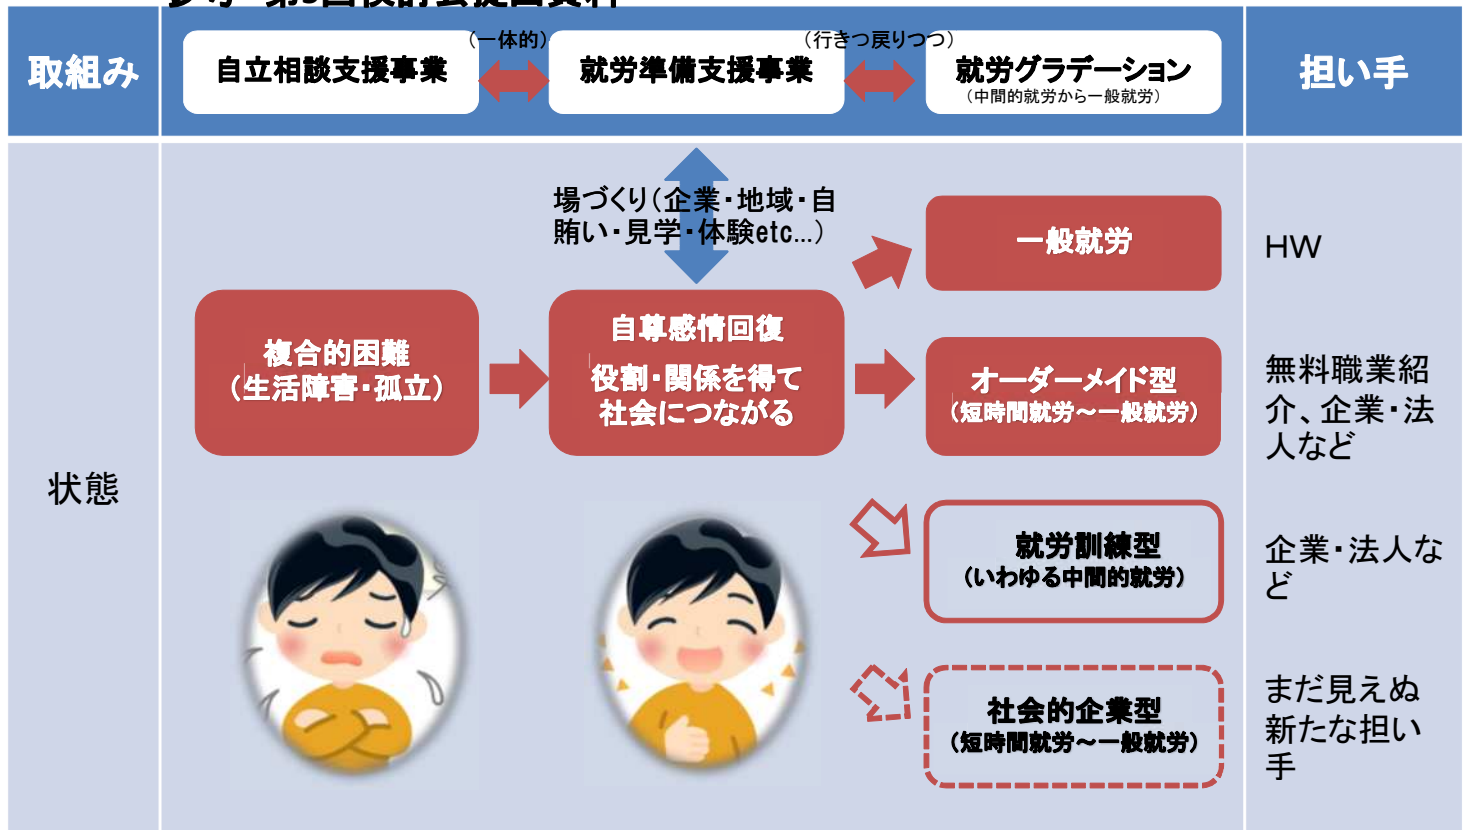 取組み
(一体的)
(行きつ戻りつつ)
自立相談支援事業
就労準備支援事業
就労グラデーション
(中間的就労から一般就労)
担い手
場づくり(企業・地域・自
賄い・見学・体験etc…)
状態
複合的困難
(生活障害・孤立)
自尊感情回復
役割・関係を得て
社会につながる
一般就労
HW
オーダーメイド型
(短時間就労~一般就労)
無料職業紹
介、企業・法
人など
就労訓練型
(いわゆる中間的就労)
企業・法人な
ど
社会的企業型
(短時間就労~一般就労)
まだ見えぬ
新たな担い
手